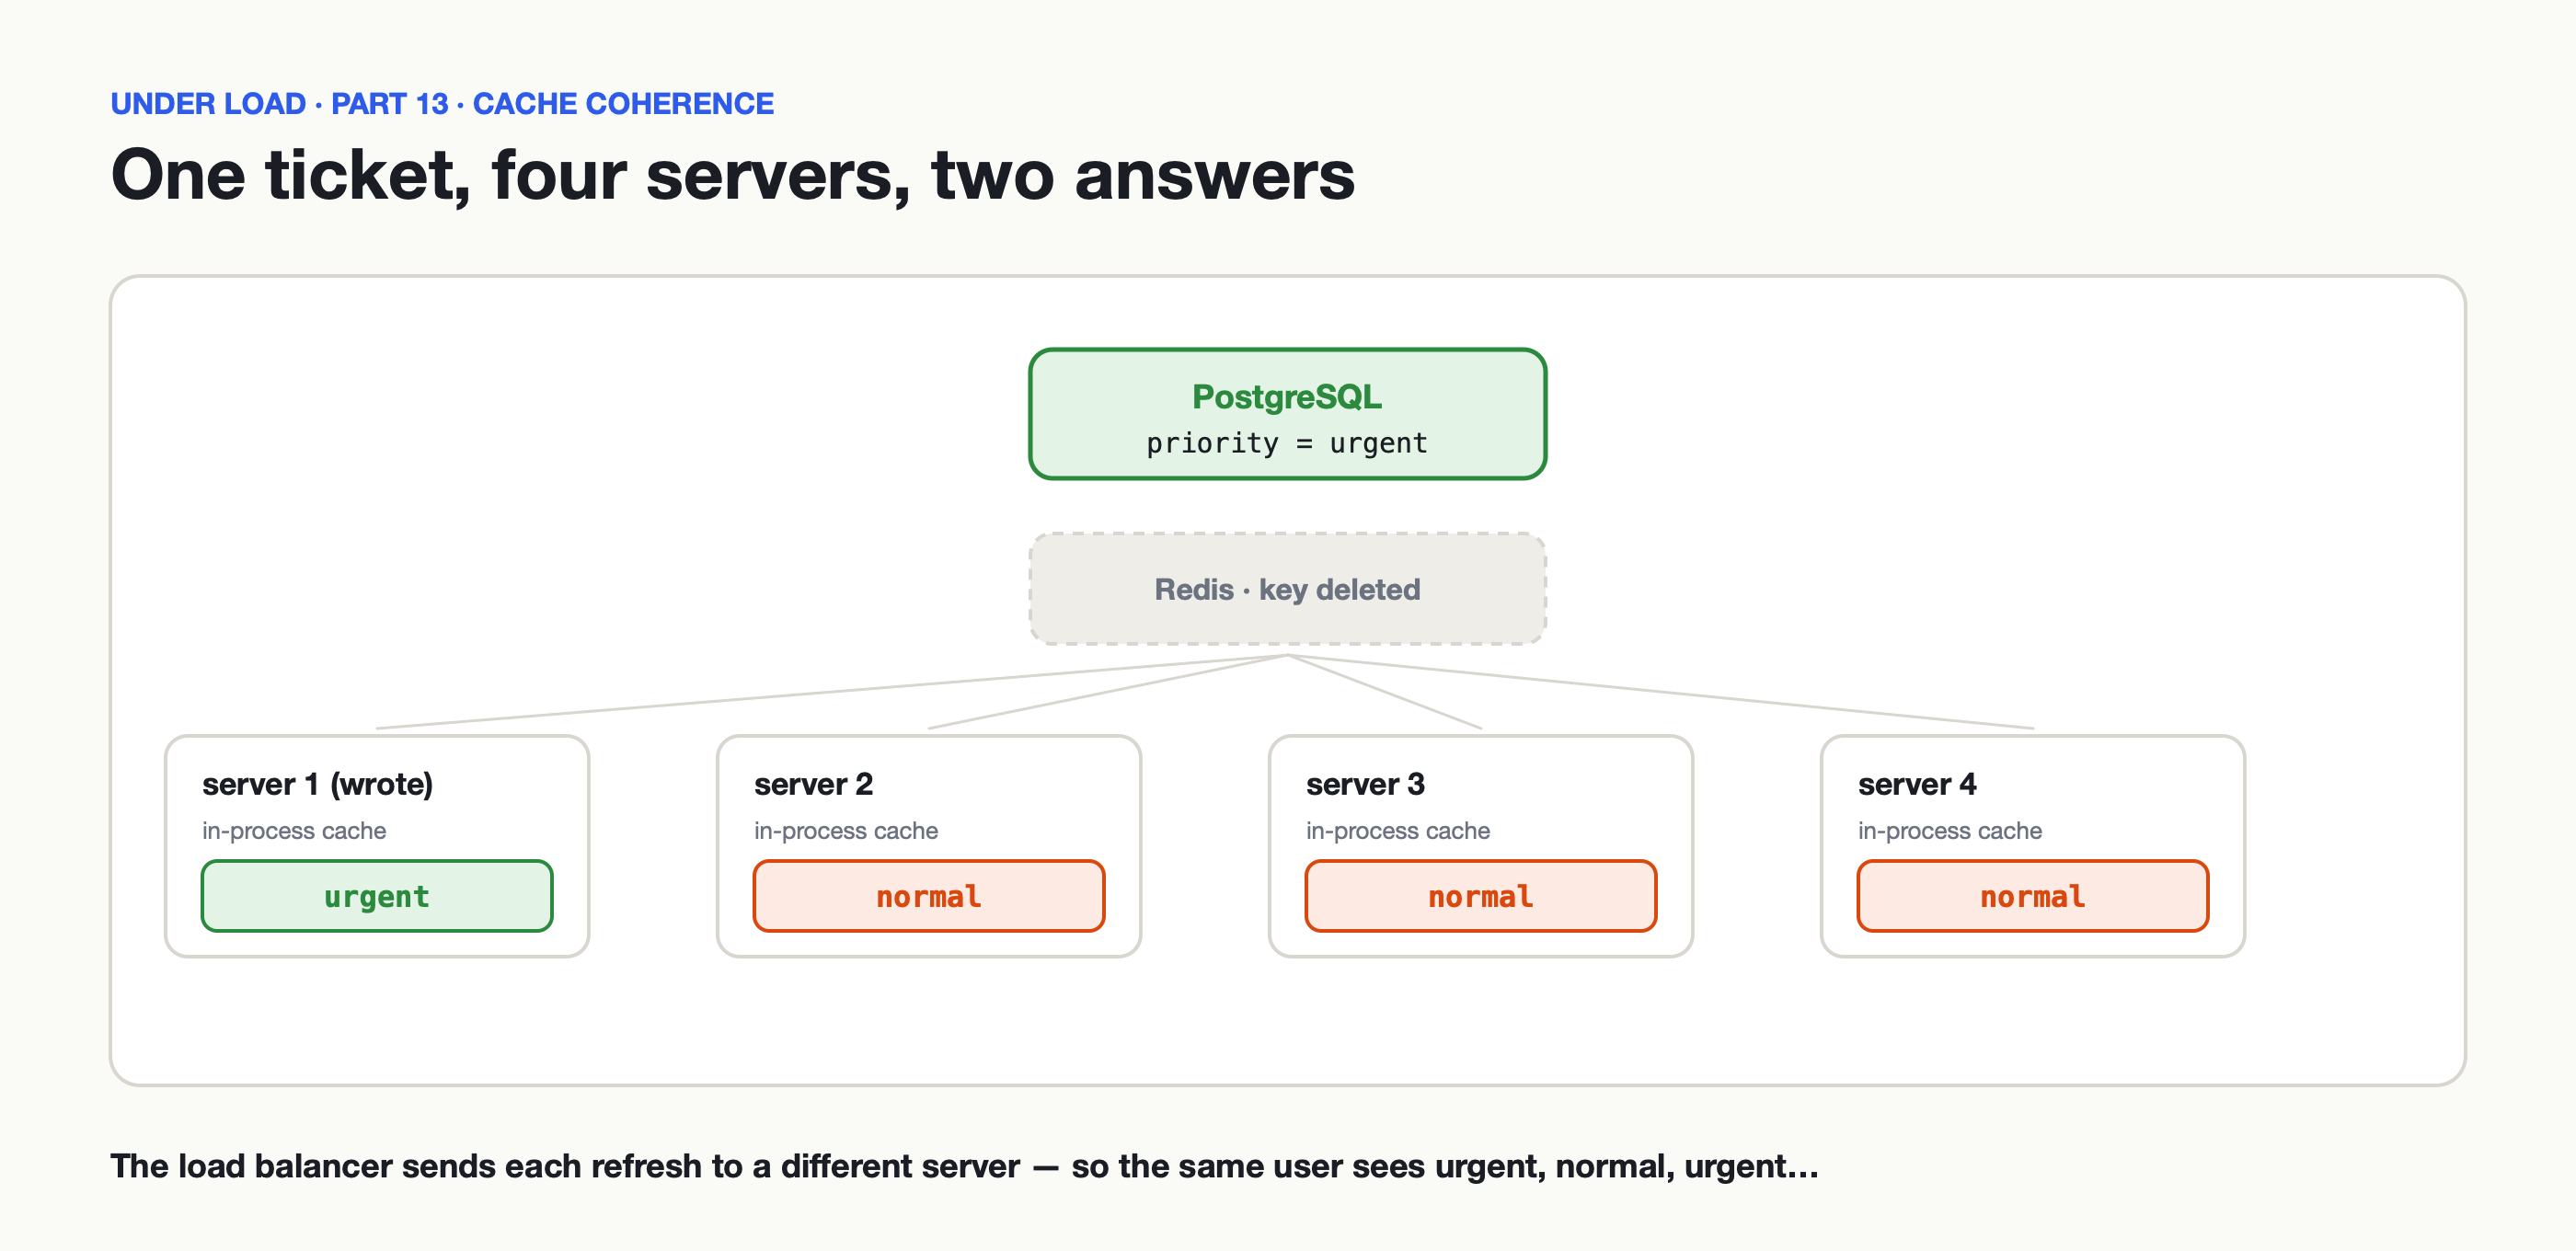 UNDER LOAD · PART 13 · CACHE COHERENCE
One ticket, four servers, two answers
PostgreSQL
priority = urgent
Redis · key deleted
server 1 (wrote)
in-process cache
urgent
server 2
in-process cache
normal
server 3
in-process cache
normal
server 4
in-process cache
normal
The load balancer sends each refresh to a different server — so the same user sees urgent, normal, urgent…